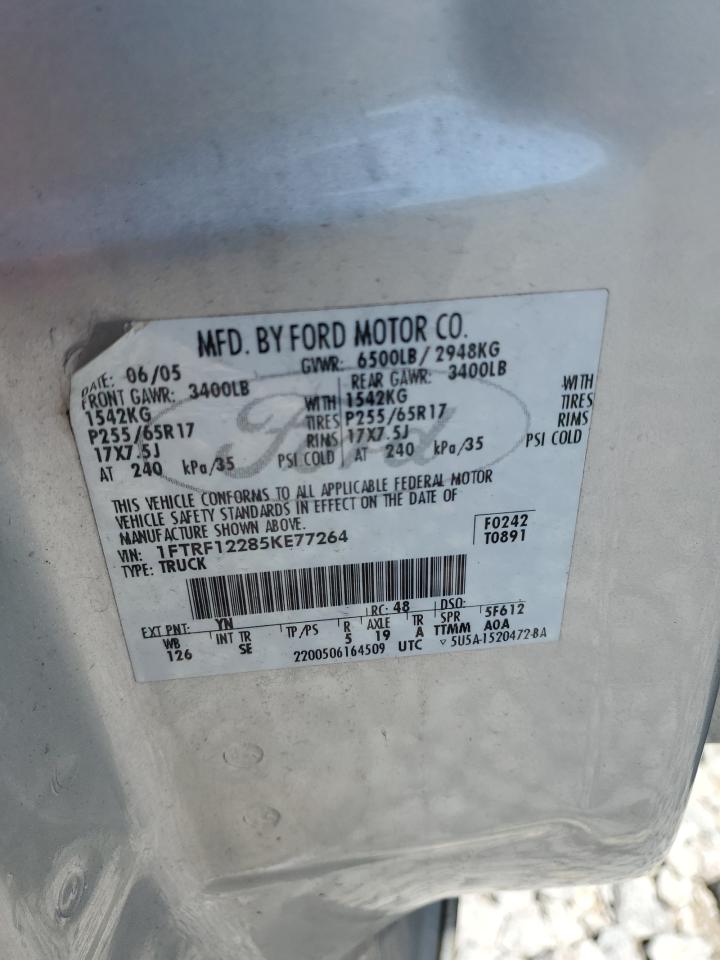 MFD. BY FORD MOTOR CO.
DATE: 06/05 GVWR: 6500LB/2948KG
FRONT GAWR: 3400LB REAR GAWR: 3400LB
1542KG WITH 1542KG WITH
P255/65R17 TIRES P255/65R17 TIRES
17X7.5J RIMS 17X7.5J RIMS
AT 240 kPa/35 PSI COLD AT 240 kPa/35 PSI COLD
Ford
THIS VEHICLE CONFORMS TO ALL APPLICABLE FEDERAL MOTOR
VEHICLE SAFETY STANDARDS IN EFFECT ON THE DATE OF
MANUFACTURE SHOWN ABOVE.
VIN: 1FTRF12285KE77264 F0242
TYPE: TRUCK T0891
EXT PNT: YN RC: 48 DSO:
WB INT TR TP/PS R AXLE TR SPR 5F612
126 SE 5 19 A TTMM A0A
2200506164509 UTC ▽ 5U5A-1520472-BA